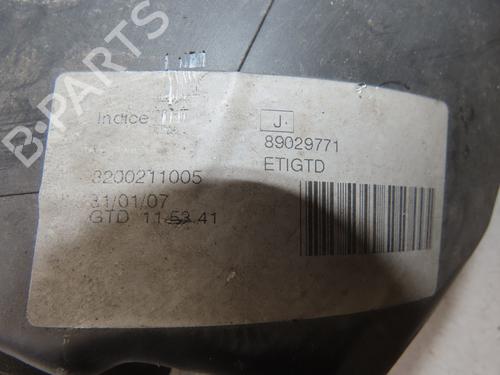 Indice
J
89029771
ETIGTD
8200211005
31/01/07
GTD 11 53 41
B-PARTS